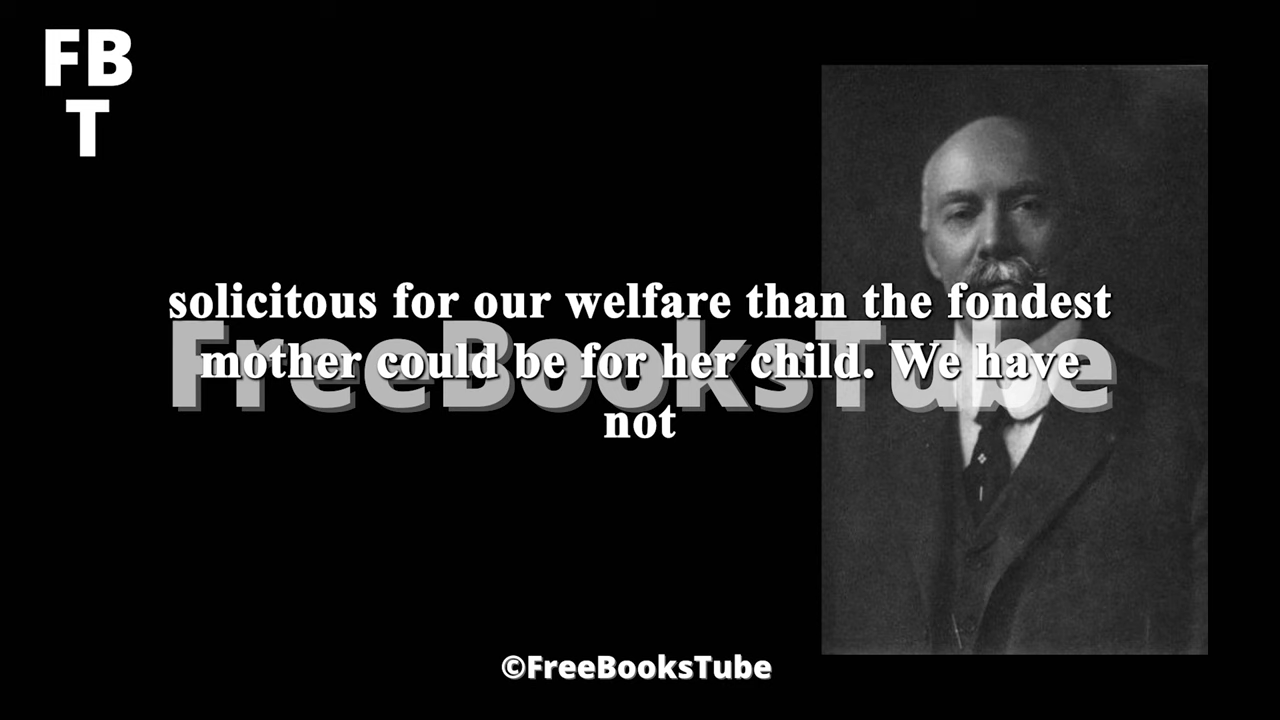 FB
T
solicitous for our welfare than the fondest
FreeBooksTube
mother could be for her child. We have
not
©FreeBooksTube